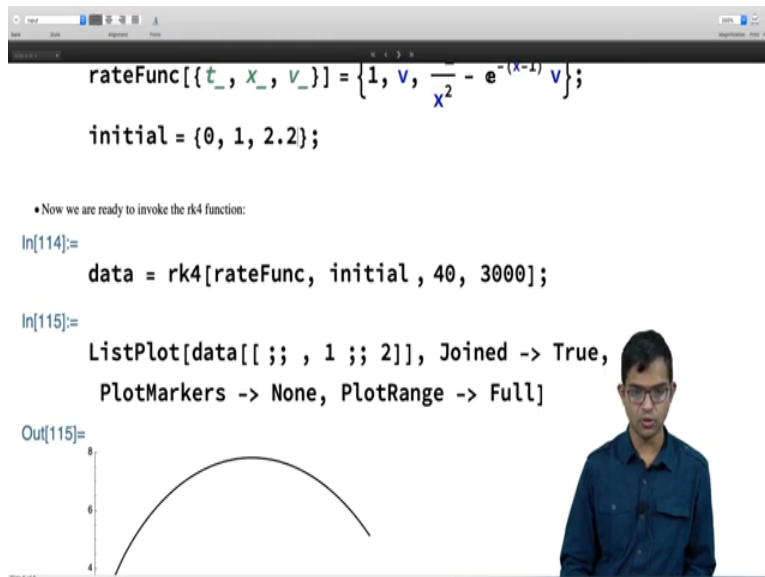 Input
rateFunc[{t_, x_, v_}] = {1, v, — - e^-(x-1) v};
x^2
initial = {0, 1, 2.2};
• Now we are ready to invoke the rk4 function:
In[114]:=
data = rk4[rateFunc, initial , 40, 3000];
In[115]:=
ListPlot[data[[ ;; , 1 ;; 2]], Joined -> True,
PlotMarkers -> None, PlotRange -> Full]
Out[115]=
8
6
4